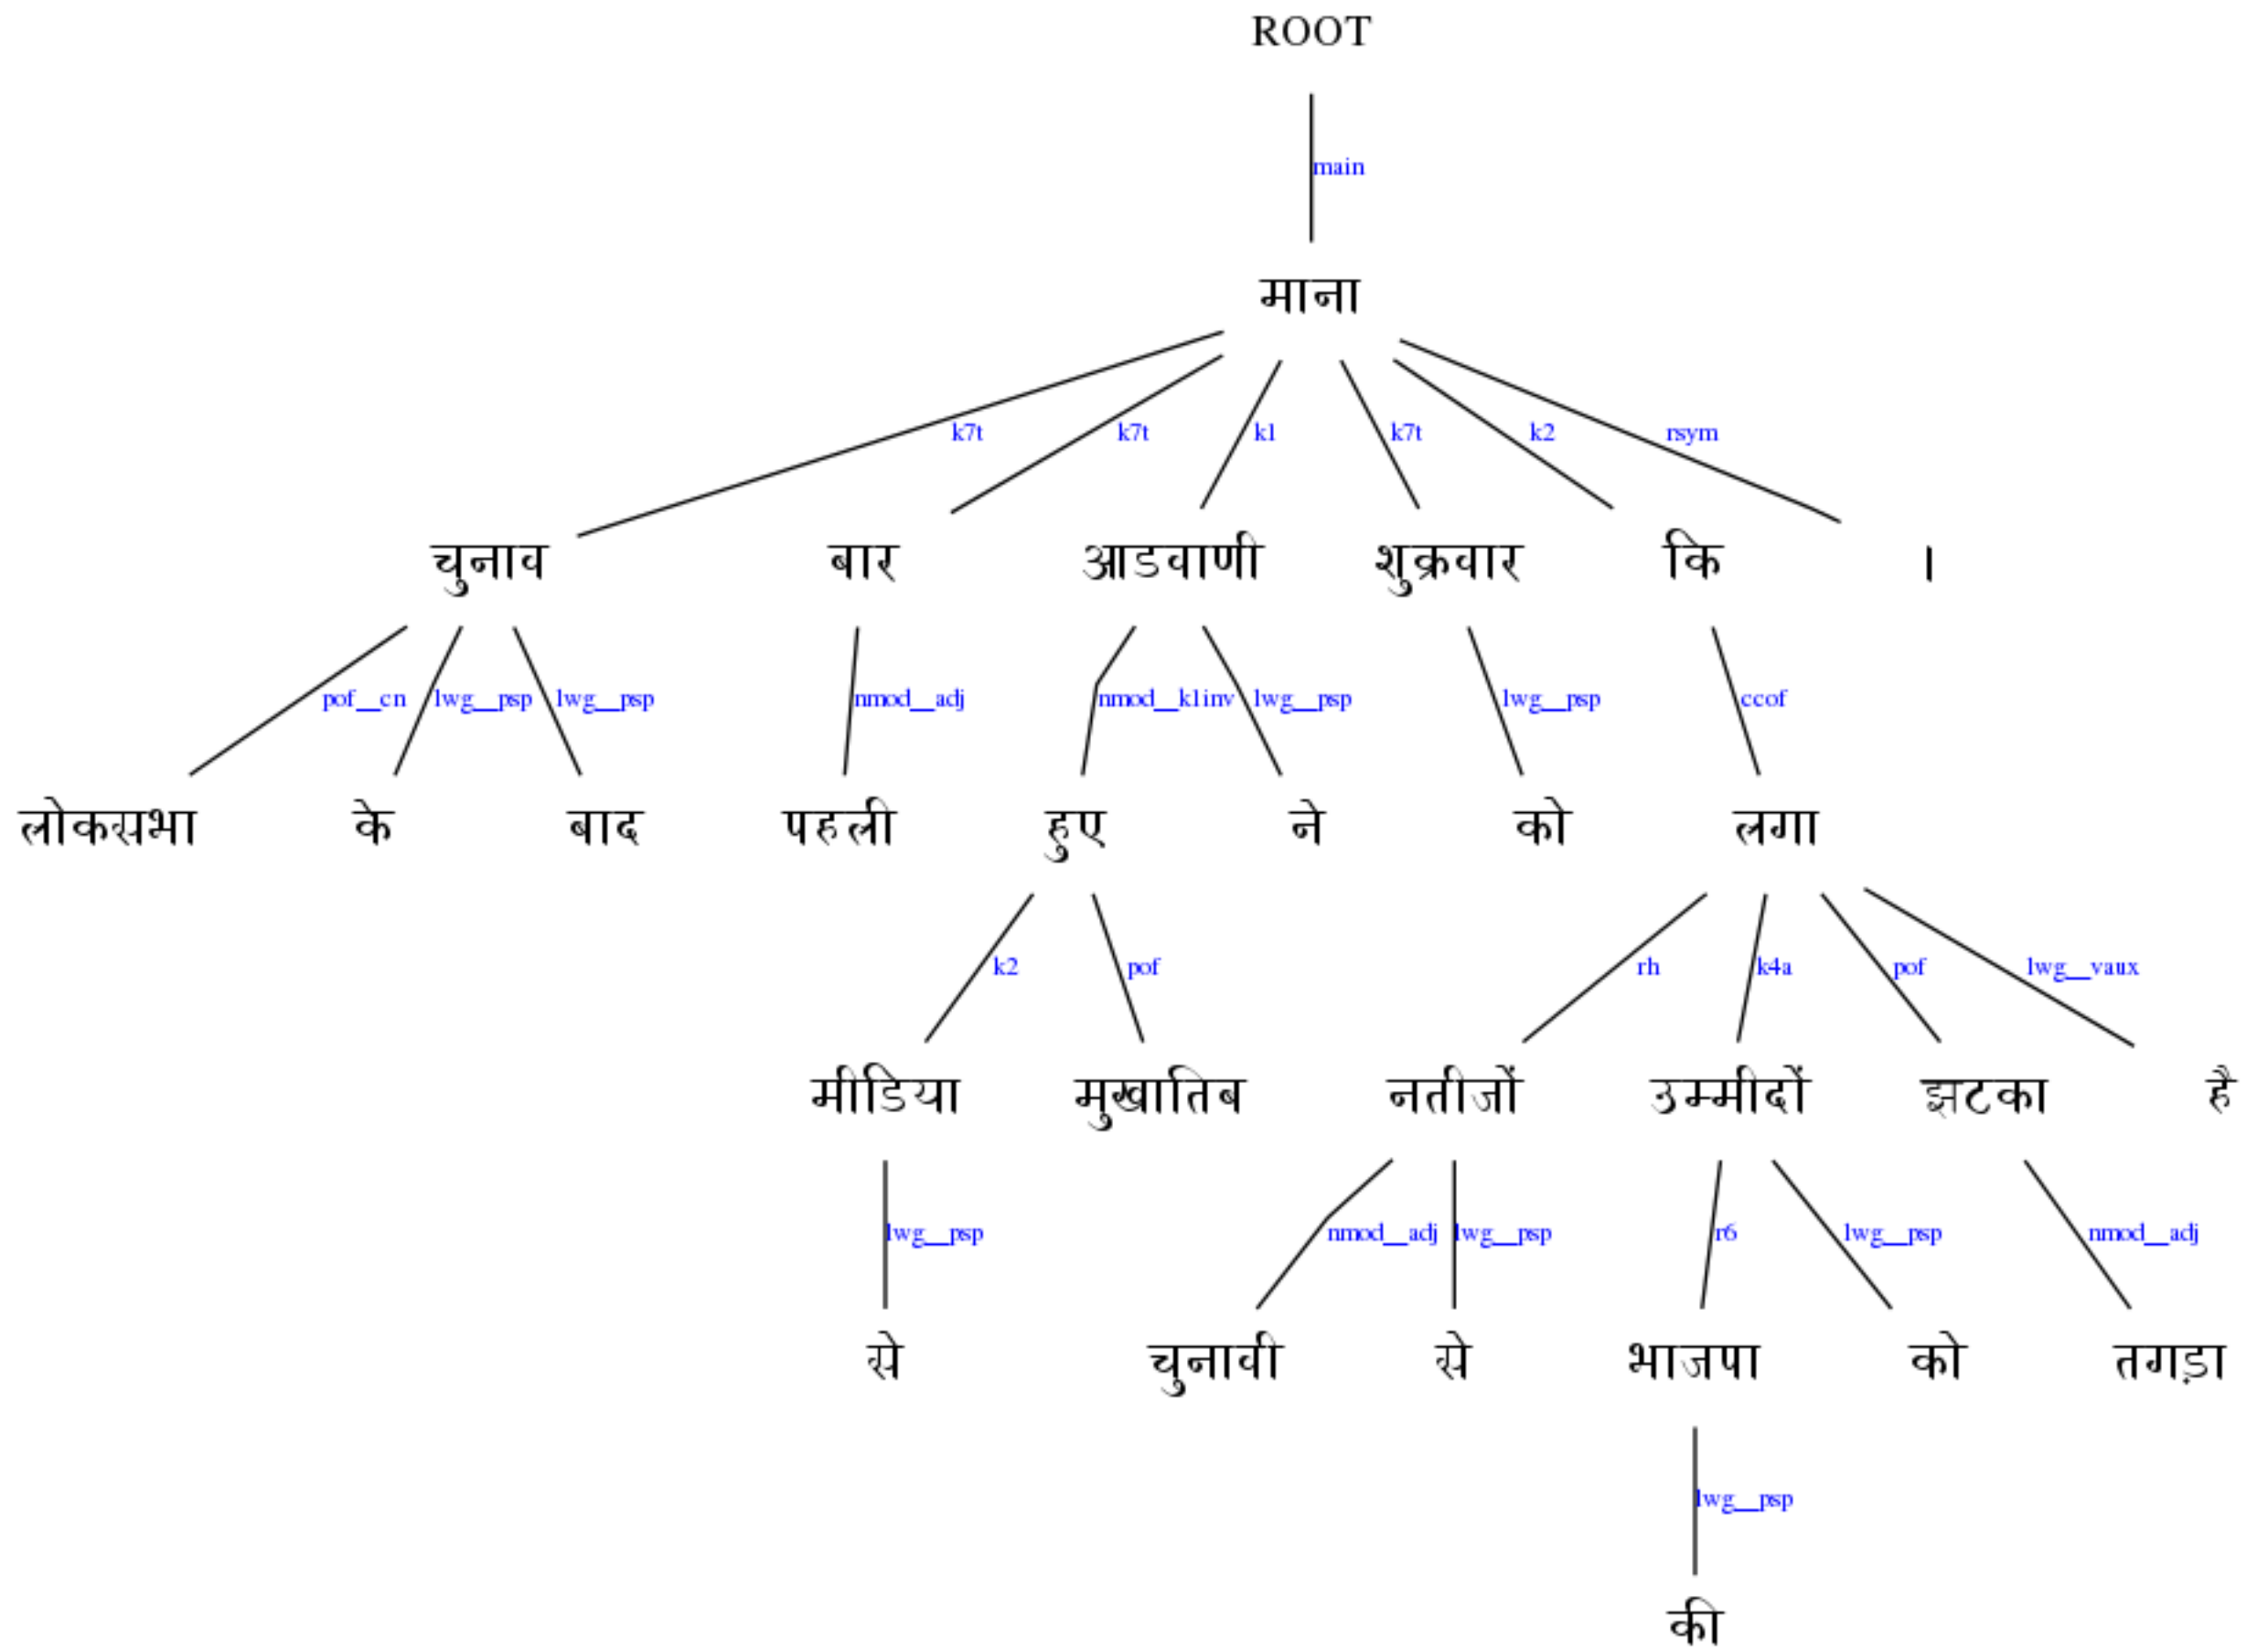 ROOT
main
माना
k7t k7t k1 k7t k2 rsym
चुनाव बार आडवाणी शुक्रवार कि ।
pof__cn lwg__psp lwg__psp nmod__adj nmod__k1inv lwg__psp lwg__psp ccof
लोकसभा के बाद पहली हुए ने को लगा
k2 pof rh k4a pof lwg__vaux
मीडिया मुखातिब नतीजों उम्मीदों झटका है
lwg__psp nmod__adj lwg__psp r6 lwg__psp nmod__adj
से चुनावी से भाजपा को तगड़ा
lwg__psp
की